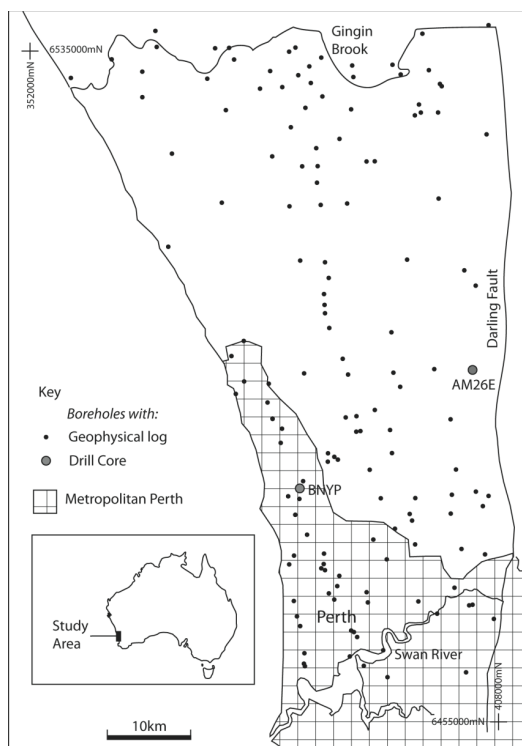 Gingin
Brook
6535000mN
352000mN
Darling Fault
AM26E
Key
Boreholes with:
Geophysical log
Drill Core
Metropolitan Perth
BNYP
Study
Area
Perth
Swan River
10km
408000mN
6455000mN